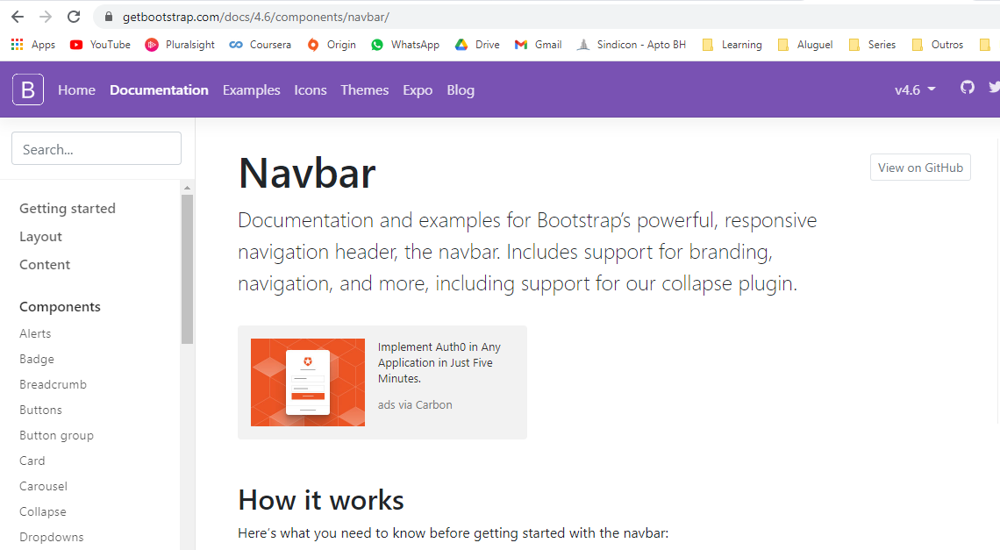 getbootstrap.com/docs/4.6/components/navbar/
Apps YouTube Pluralsight Coursera Origin WhatsApp Drive Gmail Sindicon - Apto BH Learning Aluguel Series Outros
B Home Documentation Examples Icons Themes Expo Blog v4.6
Search...
Getting started
Layout
Content
Components
Alerts
Badge
Breadcrumb
Buttons
Button group
Card
Carousel
Collapse
Dropdowns
Navbar
View on GitHub
Documentation and examples for Bootstrap’s powerful, responsive
navigation header, the navbar. Includes support for branding,
navigation, and more, including support for our collapse plugin.
Implement Auth0 in Any
Application in Just Five
Minutes.
ads via Carbon
How it works
Here’s what you need to know before getting started with the navbar: